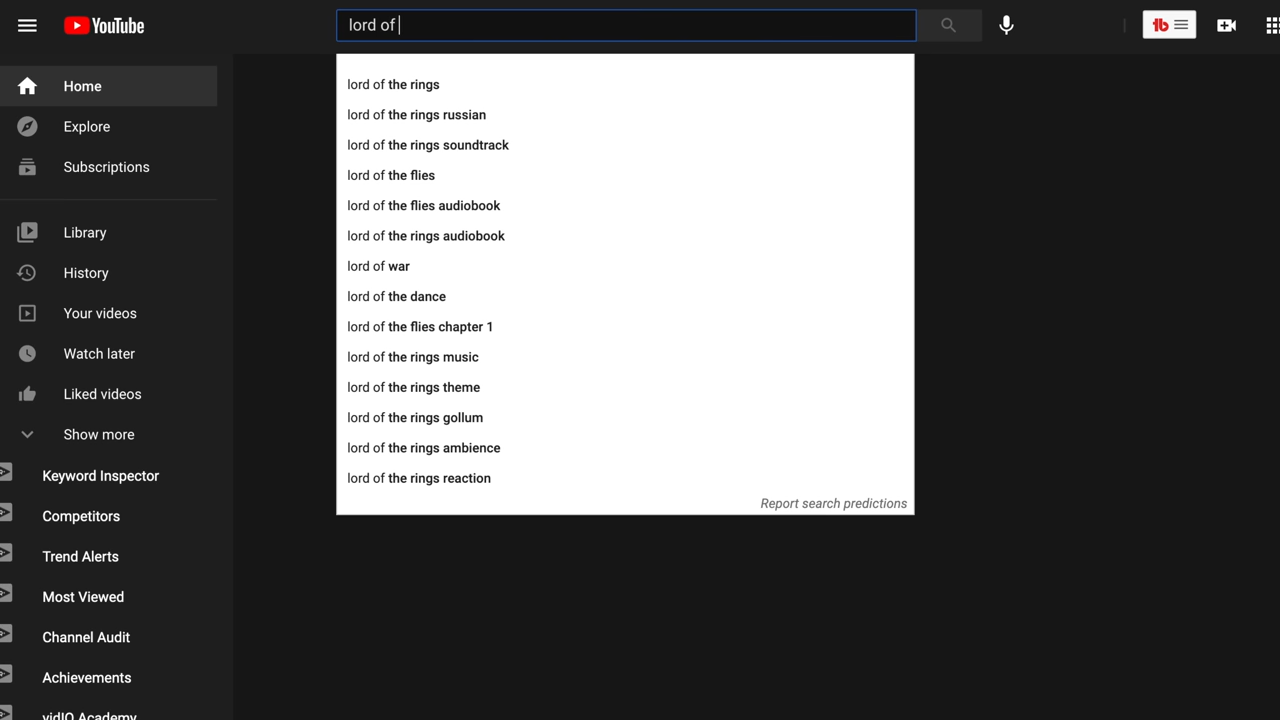 YouTube
lord of
tb
Home
Explore
Subscriptions
Library
History
Your videos
Watch later
Liked videos
Show more
Keyword Inspector
Competitors
Trend Alerts
Most Viewed
Channel Audit
Achievements
vidIQ Academy
lord of the rings
lord of the rings russian
lord of the rings soundtrack
lord of the flies
lord of the flies audiobook
lord of the rings audiobook
lord of war
lord of the dance
lord of the flies chapter 1
lord of the rings music
lord of the rings theme
lord of the rings gollum
lord of the rings ambience
lord of the rings reaction
Report search predictions